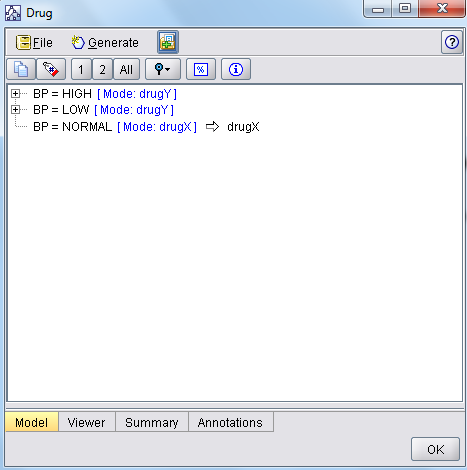 Drug
File Generate ?
1 2 All % i
BP = HIGH [ Mode: drugY ]
BP = LOW [ Mode: drugY ]
BP = NORMAL [ Mode: drugX ] ⇨ drugX
Model Viewer Summary Annotations
OK